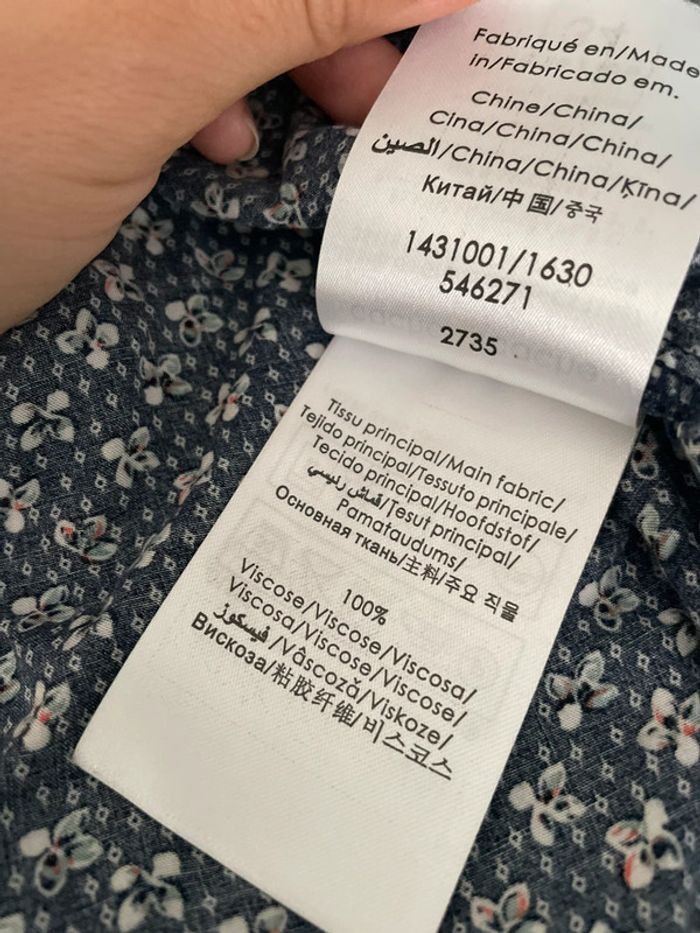 Fabriqué en/Made
in/Fabricado em.
Chine/China/
Cina/China/China/
الصين/China/China/Ķīna/
Китай/中国/중국
1431001/1630
546271
2735
Tissu principal/Main fabric/
Tejido principal/Tessuto principale/
Tecido principal/Hoofdstof/
قماش رئيسي/Țesut principal/
Pamataudums/
Основная ткань/主料/주요 직물
100%
Viscose/Viscose/Viscosa/
Viscosa/Viscose/Viscose/
فيسكوز/Vâscoză/Viskoze/
Вискоза/粘胶纤维/비스코스